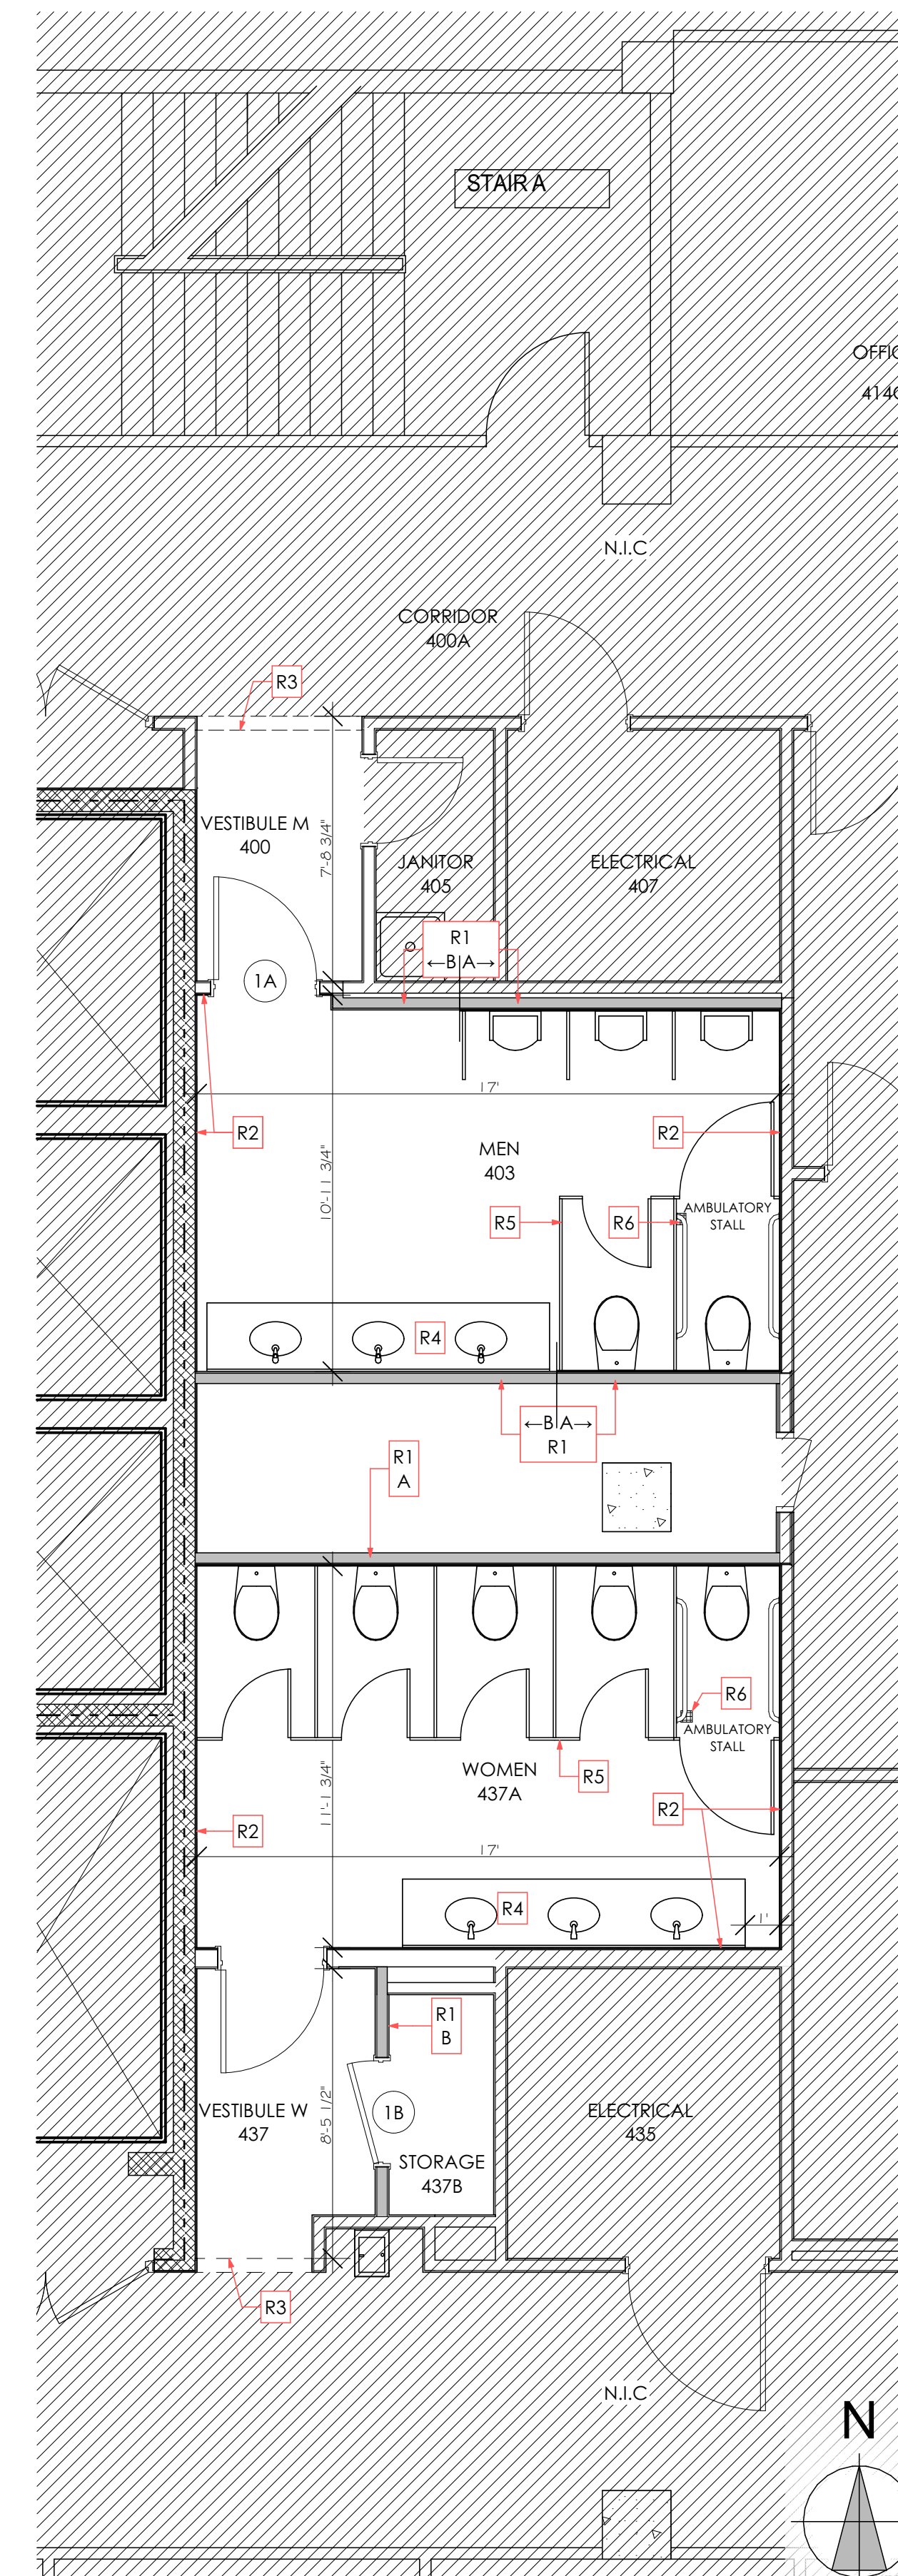 STAIR A
N.I.C
CORRIDOR
400A
R3
VESTIBULE M
400
7'-8 3/4"
JANITOR
405
ELECTRICAL
407
R1
←B A→
1A
17'
R2
R2
MEN
403
10'-11 3/4"
R5
R6
AMBULATORY
STALL
R4
←B A→
R1
R1
A
R6
AMBULATORY
STALL
WOMEN
437A
R5
11'-1 3/4"
R2
R2
17'
R4
1'
R1
B
VESTIBULE W
437
8'-5 1/2"
1B
STORAGE
437B
ELECTRICAL
435
R3
N.I.C
N